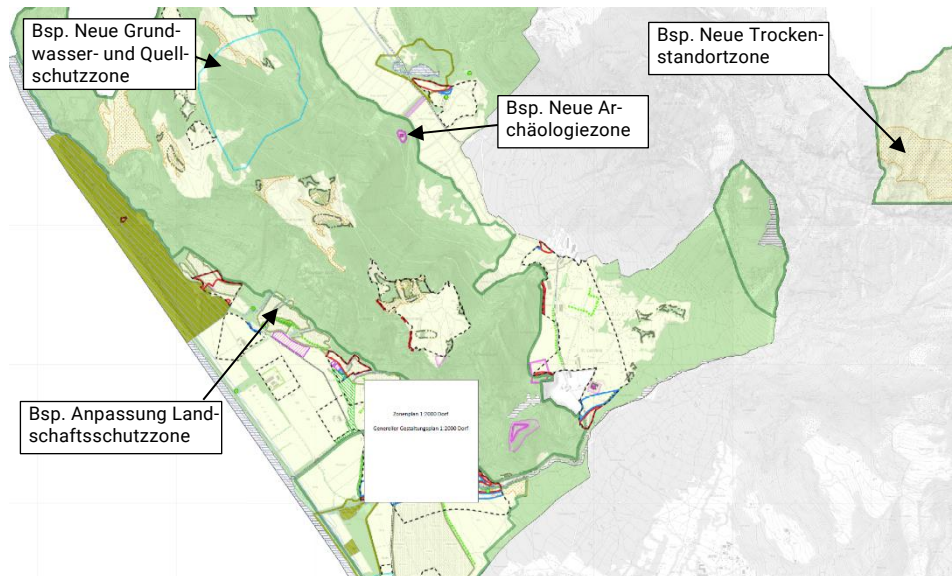 Bsp. Neue Grund-
wasser- und Quell-
schutzzone
Bsp. Neue Trocken-
standortzone
Bsp. Neue Ar-
chäologiezone
Bsp. Anpassung Land-
schaftsschutzzone
Zonenplan 1:2000 Dorf
Genereller Gestaltungsplan 1:2000 Dorf